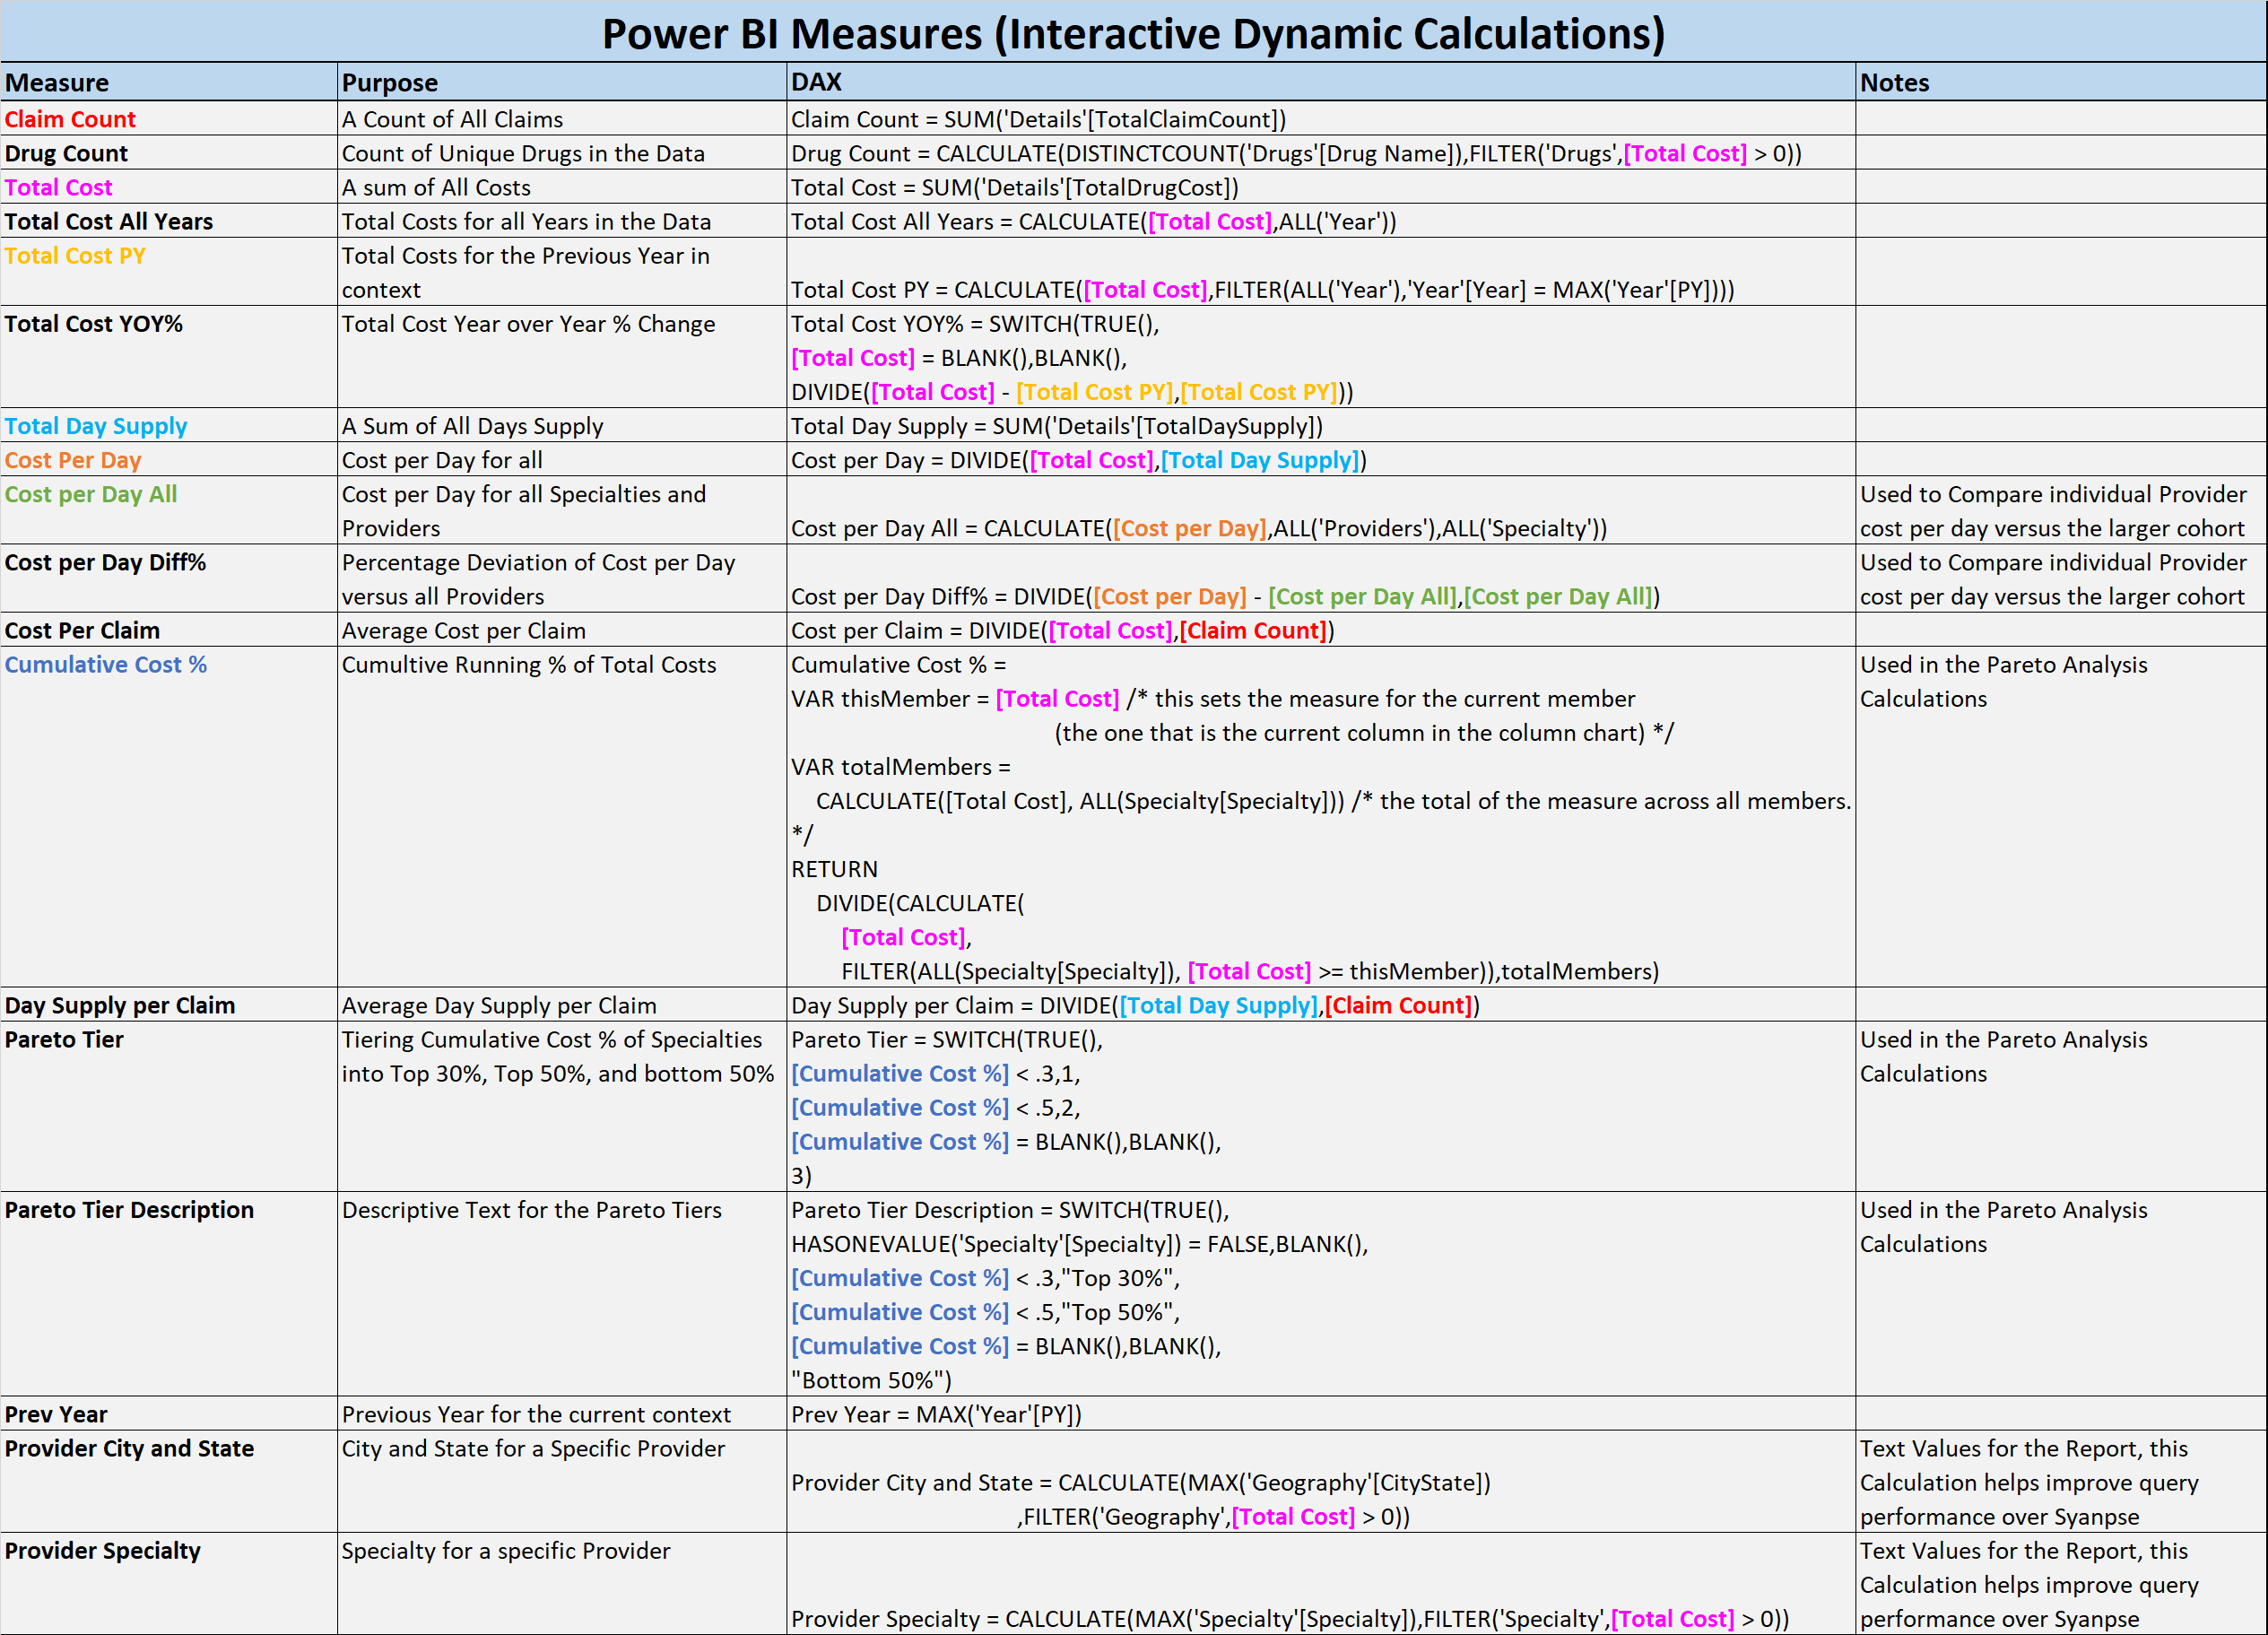 Power BI Measures (Interactive Dynamic Calculations)
Measure Purpose DAX Notes
Claim Count A Count of All Claims Claim Count = SUM('Details'[TotalClaimCount])
Drug Count Count of Unique Drugs in the Data Drug Count = CALCULATE(DISTINCTCOUNT('Drugs'[Drug Name]),FILTER('Drugs',[Total Cost] > 0))
Total Cost A sum of All Costs Total Cost = SUM('Details'[TotalDrugCost])
Total Cost All Years Total Costs for all Years in the Data Total Cost All Years = CALCULATE([Total Cost],ALL('Year'))
Total Cost PY Total Costs for the Previous Year in
context Total Cost PY = CALCULATE([Total Cost],FILTER(ALL('Year'),'Year'[Year] = MAX('Year'[PY])))
Total Cost YOY% Total Cost Year over Year % Change Total Cost YOY% = SWITCH(TRUE(),
[Total Cost] = BLANK(),BLANK(),
DIVIDE([Total Cost] - [Total Cost PY],[Total Cost PY]))
Total Day Supply A Sum of All Days Supply Total Day Supply = SUM('Details'[TotalDaySupply])
Cost Per Day Cost per Day for all Cost per Day = DIVIDE([Total Cost],[Total Day Supply])
Cost per Day All Cost per Day for all Specialties and Used to Compare individual Provider
Providers Cost per Day All = CALCULATE([Cost per Day],ALL('Providers'),ALL('Specialty')) cost per day versus the larger cohort
Cost per Day Diff% Percentage Deviation of Cost per Day Used to Compare individual Provider
versus all Providers Cost per Day Diff% = DIVIDE([Cost per Day] - [Cost per Day All],[Cost per Day All]) cost per day versus the larger cohort
Cost Per Claim Average Cost per Claim Cost per Claim = DIVIDE([Total Cost],[Claim Count])
Cumulative Cost % Cumultive Running % of Total Costs Cumulative Cost % = Used in the Pareto Analysis
VAR thisMember = [Total Cost] /* this sets the measure for the current member Calculations
(the one that is the current column in the column chart) */
VAR totalMembers =
CALCULATE([Total Cost], ALL(Specialty[Specialty])) /* the total of the measure across all members.
*/
RETURN
DIVIDE(CALCULATE(
[Total Cost],
FILTER(ALL(Specialty[Specialty]), [Total Cost] >= thisMember)),totalMembers)
Day Supply per Claim Average Day Supply per Claim Day Supply per Claim = DIVIDE([Total Day Supply],[Claim Count])
Pareto Tier Tiering Cumulative Cost % of Specialties Pareto Tier = SWITCH(TRUE(), Used in the Pareto Analysis
into Top 30%, Top 50%, and bottom 50% [Cumulative Cost %] < .3,1, Calculations
[Cumulative Cost %] < .5,2,
[Cumulative Cost %] = BLANK(),BLANK(),
3)
Pareto Tier Description Descriptive Text for the Pareto Tiers Pareto Tier Description = SWITCH(TRUE(), Used in the Pareto Analysis
HASONEVALUE('Specialty'[Specialty]) = FALSE,BLANK(), Calculations
[Cumulative Cost %] < .3,"Top 30%",
[Cumulative Cost %] < .5,"Top 50%",
[Cumulative Cost %] = BLANK(),BLANK(),
"Bottom 50%")
Prev Year Previous Year for the current context Prev Year = MAX('Year'[PY])
Provider City and State City and State for a Specific Provider Text Values for the Report, this
Provider City and State = CALCULATE(MAX('Geography'[CityState]) Calculation helps improve query
,FILTER('Geography',[Total Cost] > 0)) performance over Syanpse
Provider Specialty Specialty for a specific Provider Text Values for the Report, this
Calculation helps improve query
Provider Specialty = CALCULATE(MAX('Specialty'[Specialty]),FILTER('Specialty',[Total Cost] > 0)) performance over Syanpse